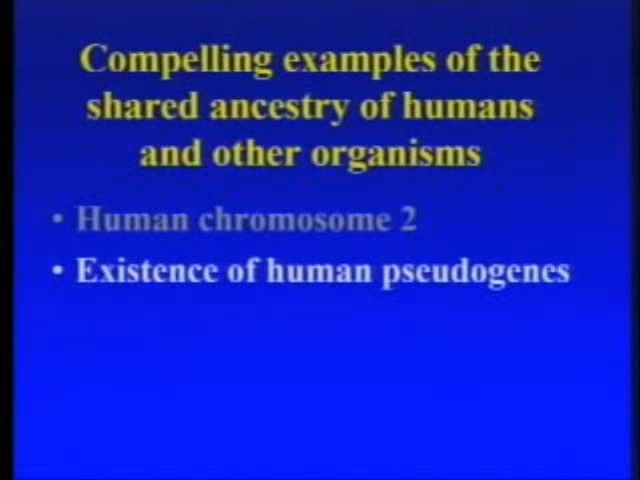 Compelling examples of the
shared ancestry of humans
and other organisms
• Human chromosome 2
• Existence of human pseudogenes